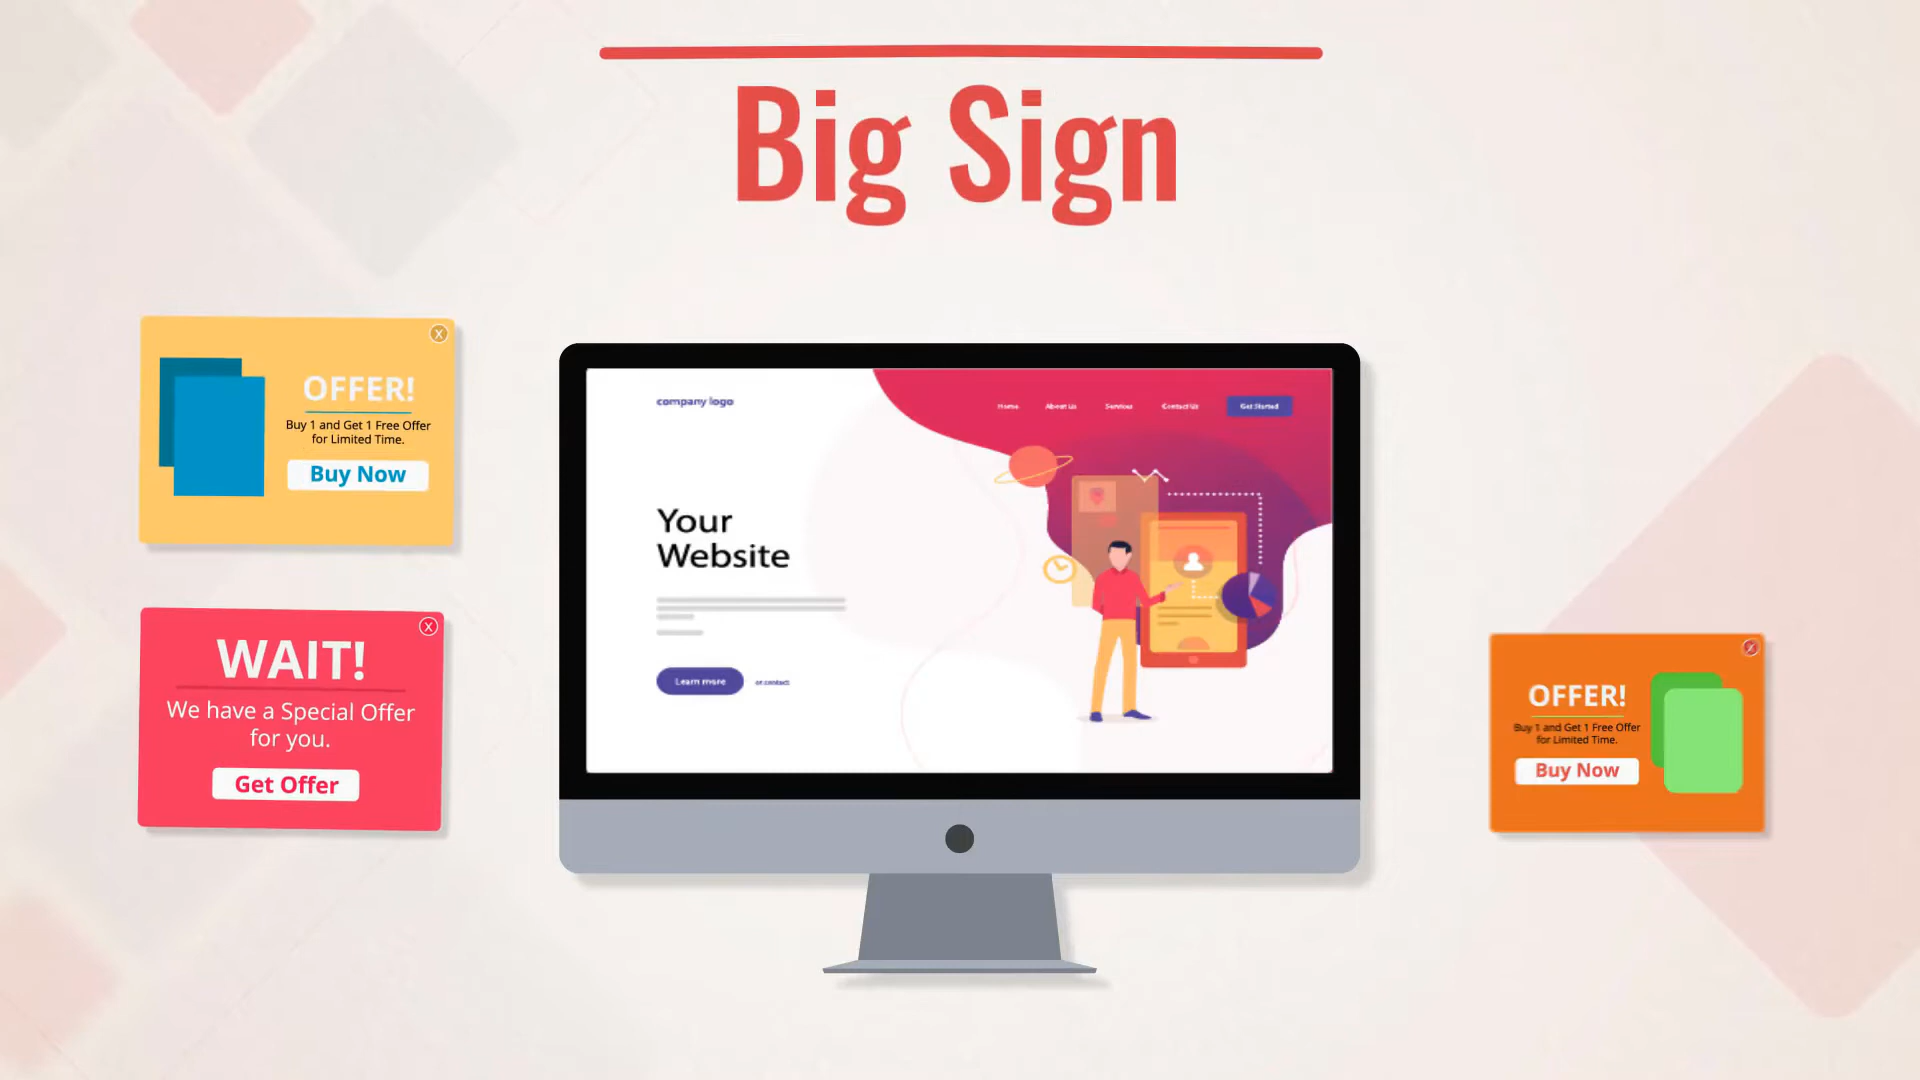 Big Sign
X
OFFER!
Buy 1 and Get 1 Free Offer
for Limited Time.
Buy Now
X
WAIT!
We have a Special Offer
for you.
Get Offer
company logo
Home
About Us
Services
Contact Us
Get Started
Your
Website
Learn more
or contact
X
OFFER!
Buy 1 and Get 1 Free Offer
for Limited Time.
Buy Now